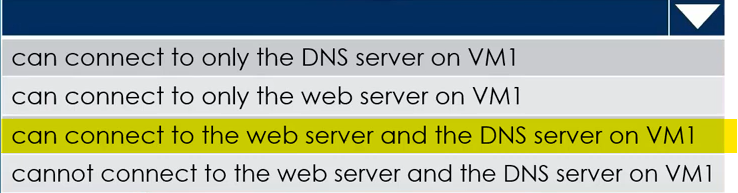 can connect to only the DNS server on VM1
can connect to only the web server on VM1
can connect to the web server and the DNS server on VM1
cannot connect to the web server and the DNS server on VM1